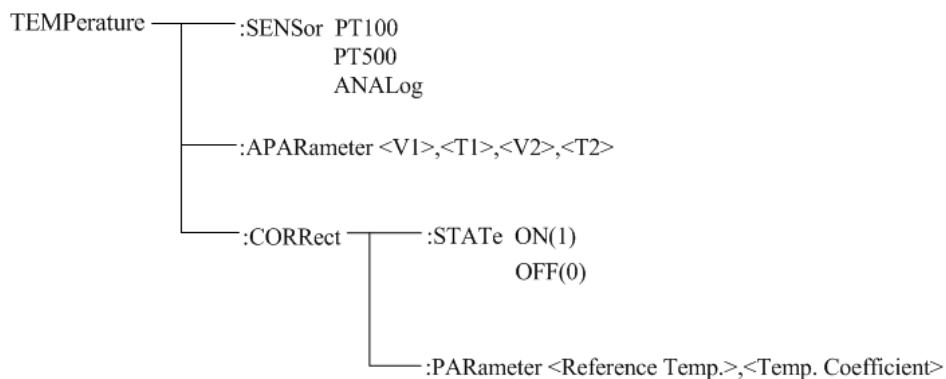 TEMPerature :SENSor PT100
PT500
ANALog
:APARameter <V1>,<T1>,<V2>,<T2>
:CORRect :STATe ON(1)
OFF(0)
:PARameter <Reference Temp.>,<Temp. Coefficient>